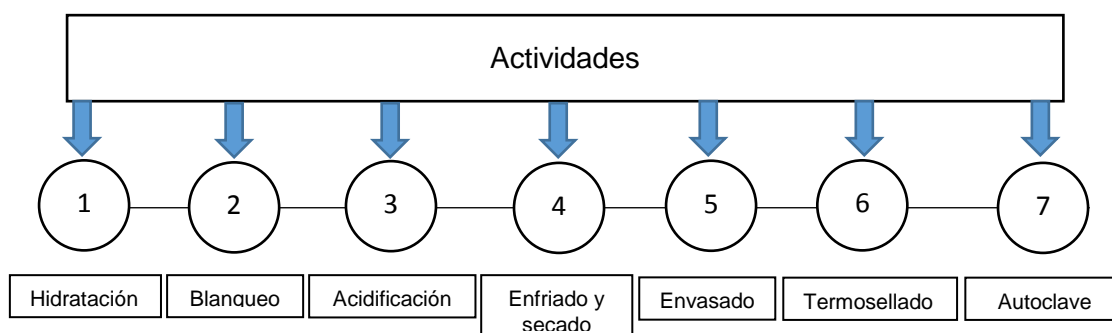 Actividades
1 2 3 4 5 6 7
Hidratación Blanqueo Acidificación Enfriado y secado Envasado Termosellado Autoclave